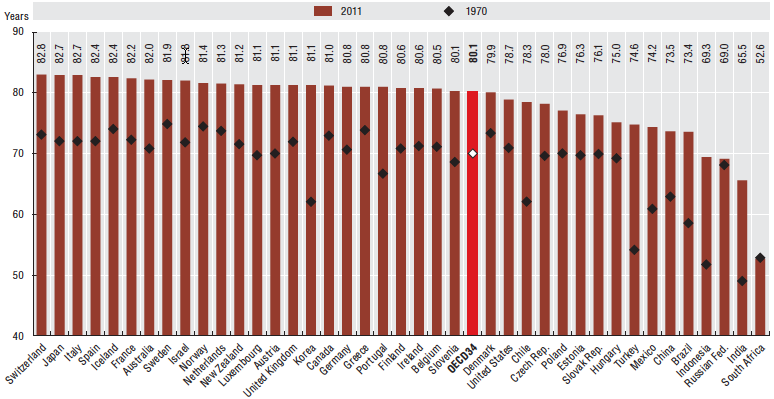 Years
2011
1970
90
82.8 82.7 82.7 82.4 82.4 82.2 82.0 81.9 81.8 81.4 81.3 81.2 81.1 81.1 81.1 81.1 81.0 80.8 80.8 80.8 80.6 80.6 80.5 80.1 80.1 79.9 78.7 78.3 78.0 76.9 76.3 76.1 75.0 74.6 74.2 73.5 73.4 69.3 69.0 65.5 52.6
80
70
60
50
40
Switzerland
Japan
Italy
Spain
Iceland
France
Australia
Sweden
Israel
Norway
Netherlands
New Zealand
Luxembourg
Austria
United Kingdom
Korea
Canada
Germany
Greece
Portugal
Finland
Ireland
Belgium
Slovenia
OECD34
Denmark
United States
Chile
Czech Rep.
Poland
Estonia
Slovak Rep.
Hungary
Turkey
Mexico
China
Brazil
Indonesia
Russian Fed.
India
South Africa